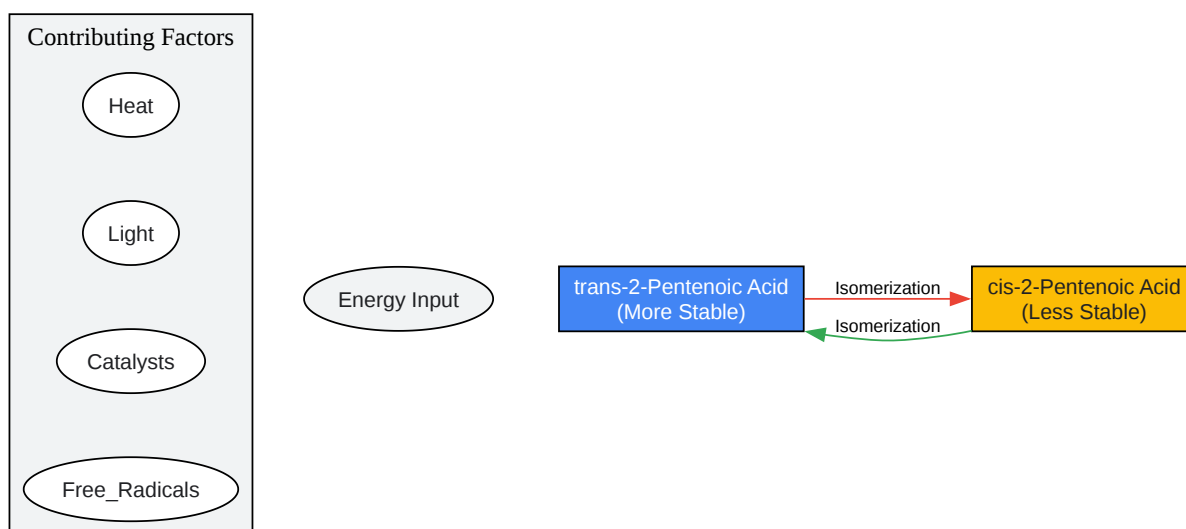 Contributing Factors
Heat
Light
Catalysts
Free_Radicals
Energy Input
trans-2-Pentenoic Acid
(More Stable)
Isomerization
Isomerization
cis-2-Pentenoic Acid
(Less Stable)